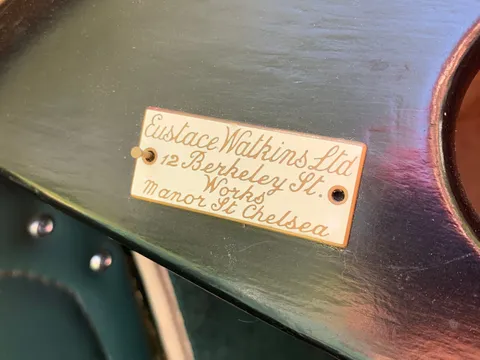 Eustace Watkins Ltd
12 Berkeley St.
Works
Manor St Chelsea